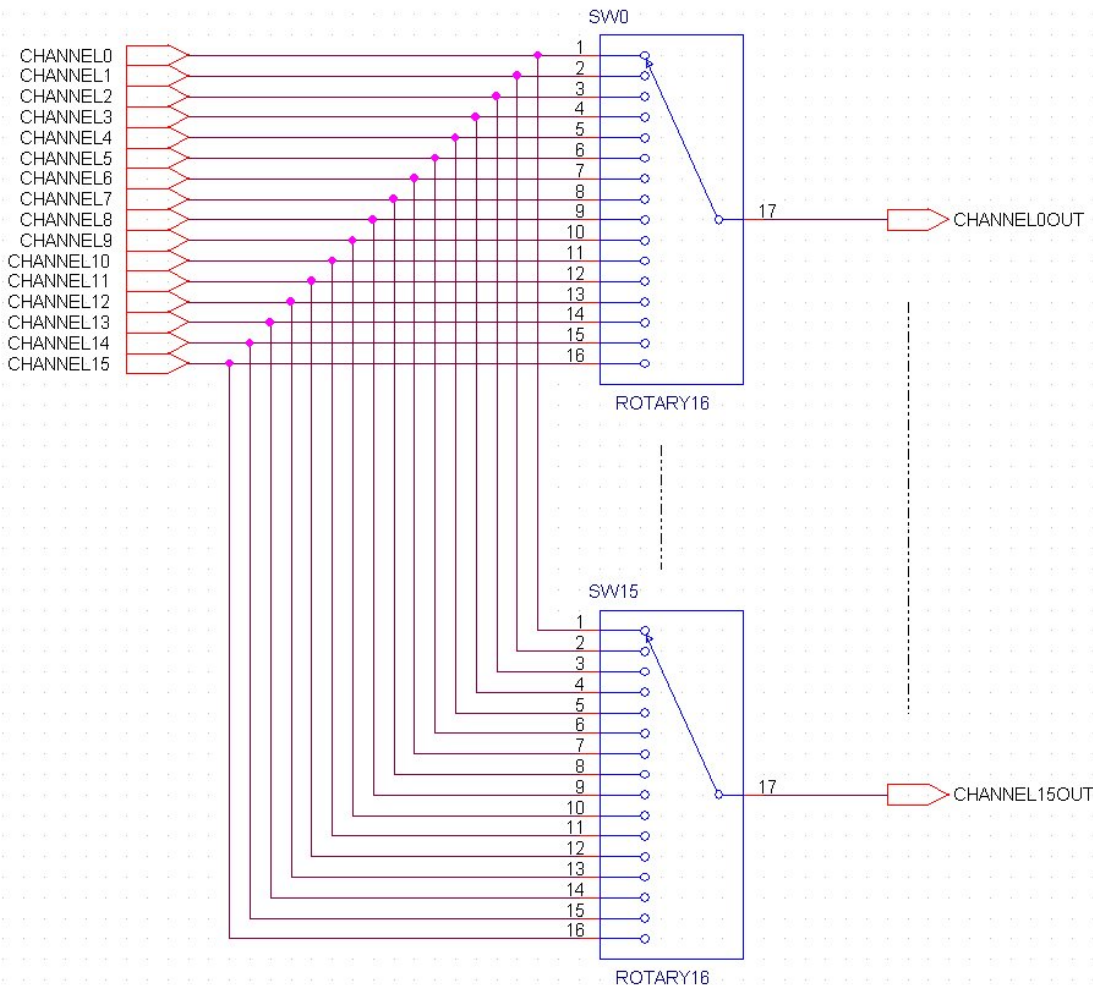 SW0
CHANNEL0
CHANNEL1
CHANNEL2
CHANNEL3
CHANNEL4
CHANNEL5
CHANNEL6
CHANNEL7
CHANNEL8
CHANNEL9
CHANNEL10
CHANNEL11
CHANNEL12
CHANNEL13
CHANNEL14
CHANNEL15
1
2
3
4
5
6
7
8
9
10
11
12
13
14
15
16
17
CHANNEL0OUT
ROTARY16
SW15
1
2
3
4
5
6
7
8
9
10
11
12
13
14
15
16
17
CHANNEL15OUT
ROTARY16